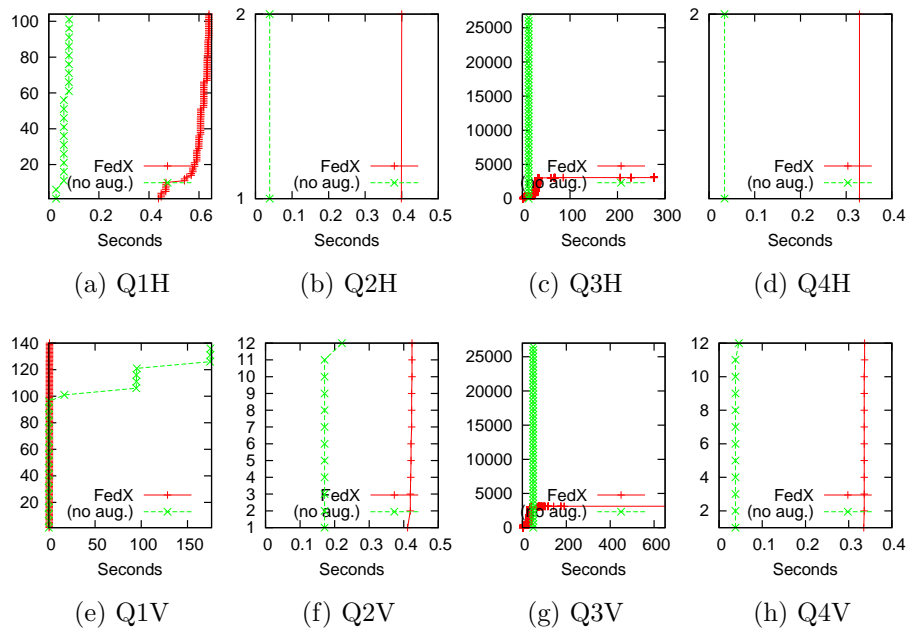 100
80
60
40
20
FedX
(no aug.)
0 0.2 0.4 0.6
Seconds
(a) Q1H
2
1
FedX
(no aug.)
0 0.1 0.2 0.3 0.4 0.5
Seconds
(b) Q2H
25000
20000
15000
10000
5000
0
FedX
(no aug.)
0 100 200 300
Seconds
(c) Q3H
2
1
FedX
(no aug.)
0 0.1 0.2 0.3 0.4
Seconds
(d) Q4H
140
120
100
80
60
40
20
FedX
(no aug.)
0 50 100 150
Seconds
(e) Q1V
12
11
10
9
8
7
6
5
4
3
2
1
FedX
(no aug.)
0 0.1 0.2 0.3 0.4 0.5
Seconds
(f) Q2V
25000
20000
15000
10000
5000
0
FedX
(no aug.)
0 200 400 600
Seconds
(g) Q3V
12
10
8
6
4
2
FedX
(no aug.)
0 0.1 0.2 0.3 0.4
Seconds
(h) Q4V